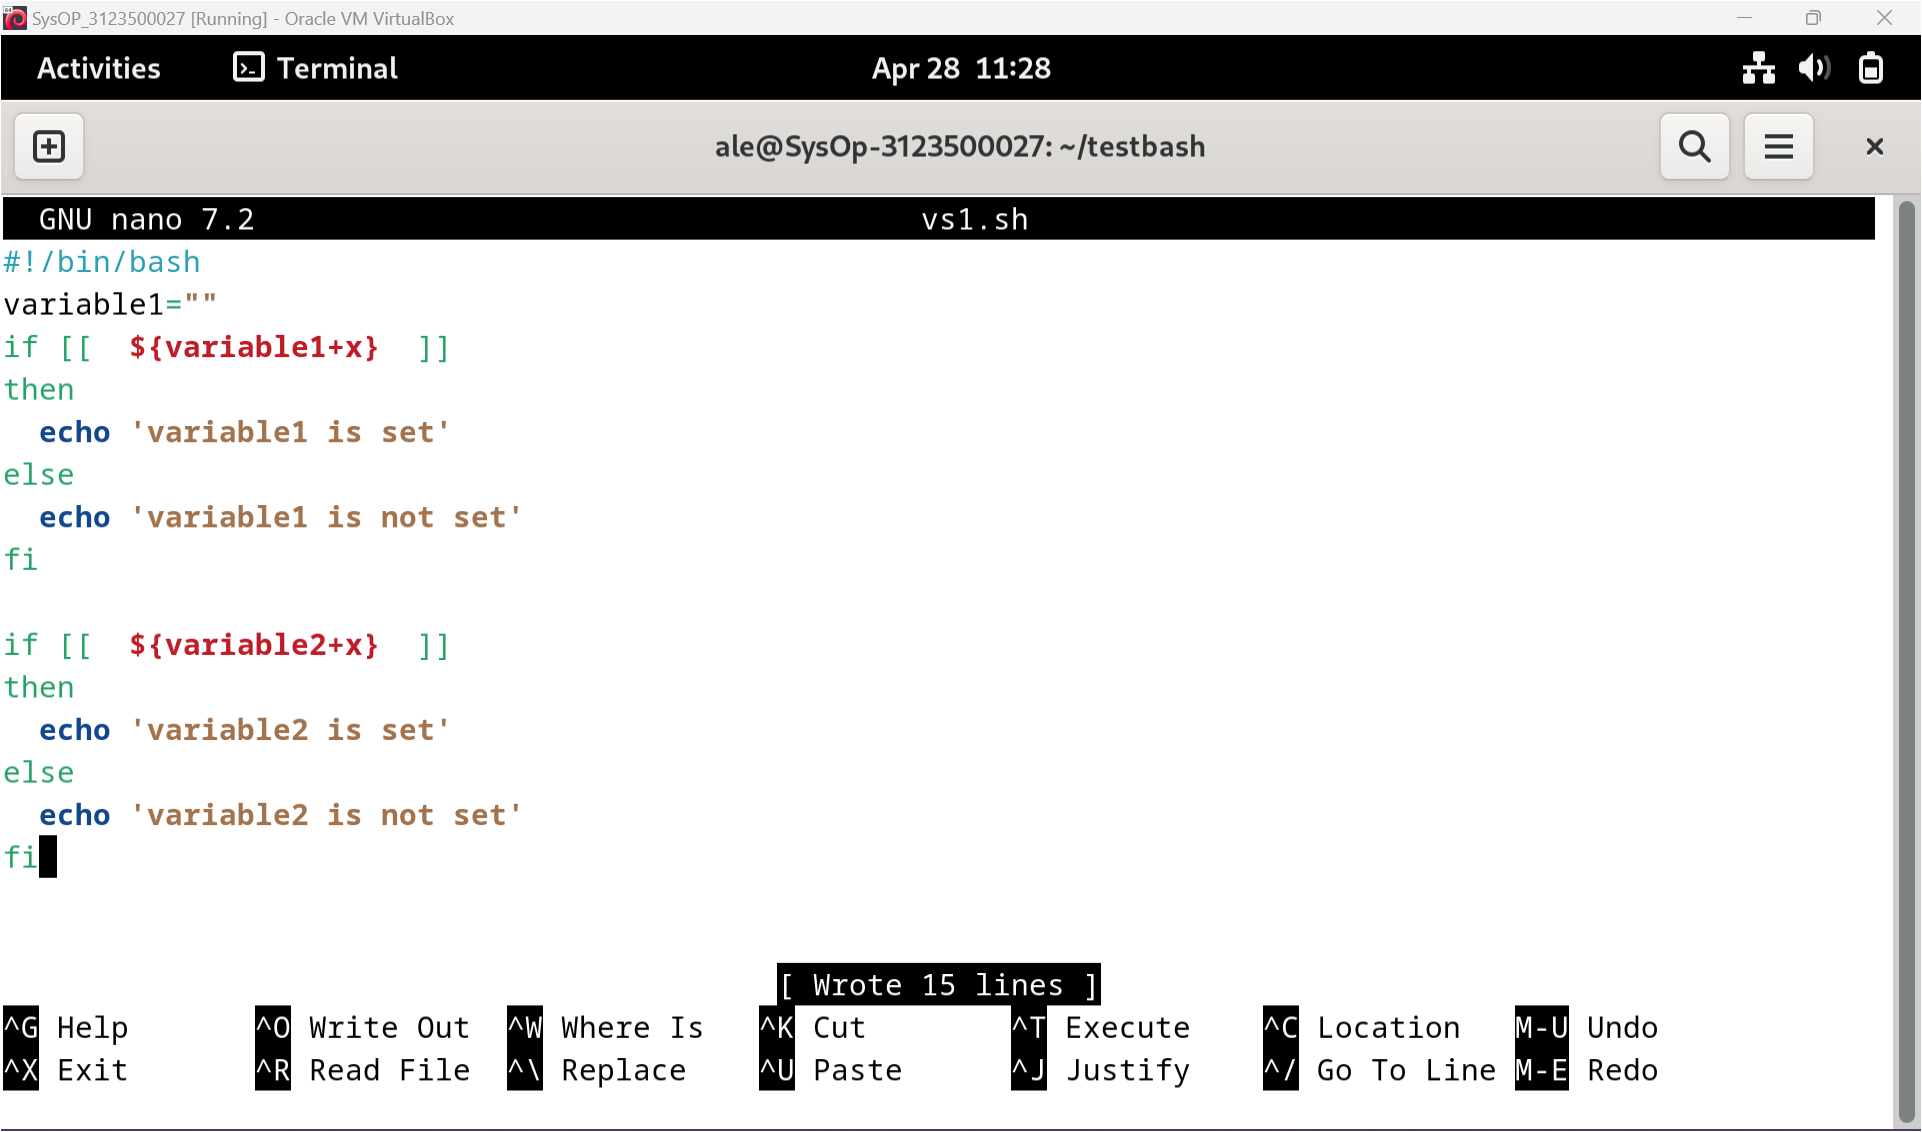 SysOP_3123500027 [Running] - Oracle VM VirtualBox
Activities Terminal Apr 28 11:28
ale@SysOp-3123500027: ~/testbash
GNU nano 7.2 vs1.sh
#!/bin/bash
variable1=""
if [[  ${variable1+x}  ]]
then
  echo 'variable1 is set'
else
  echo 'variable1 is not set'
fi

if [[  ${variable2+x}  ]]
then
  echo 'variable2 is set'
else
  echo 'variable2 is not set'
fi
[ Wrote 15 lines ]
^G Help ^O Write Out ^W Where Is ^K Cut ^T Execute ^C Location M-U Undo
^X Exit ^R Read File ^\ Replace ^U Paste ^J Justify ^/ Go To Line M-E Redo